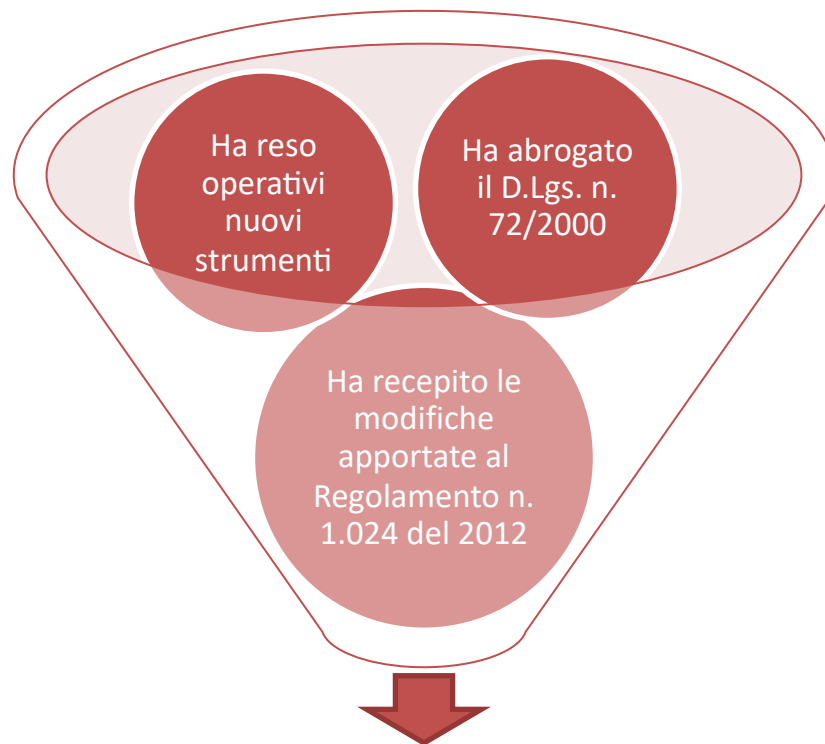 Ha reso
operativi
nuovi
strumenti
Ha abrogato
il D.Lgs. n.
72/2000
Ha recepito le
modifiche
apportate al
Regolamento n.
1.024 del 2012